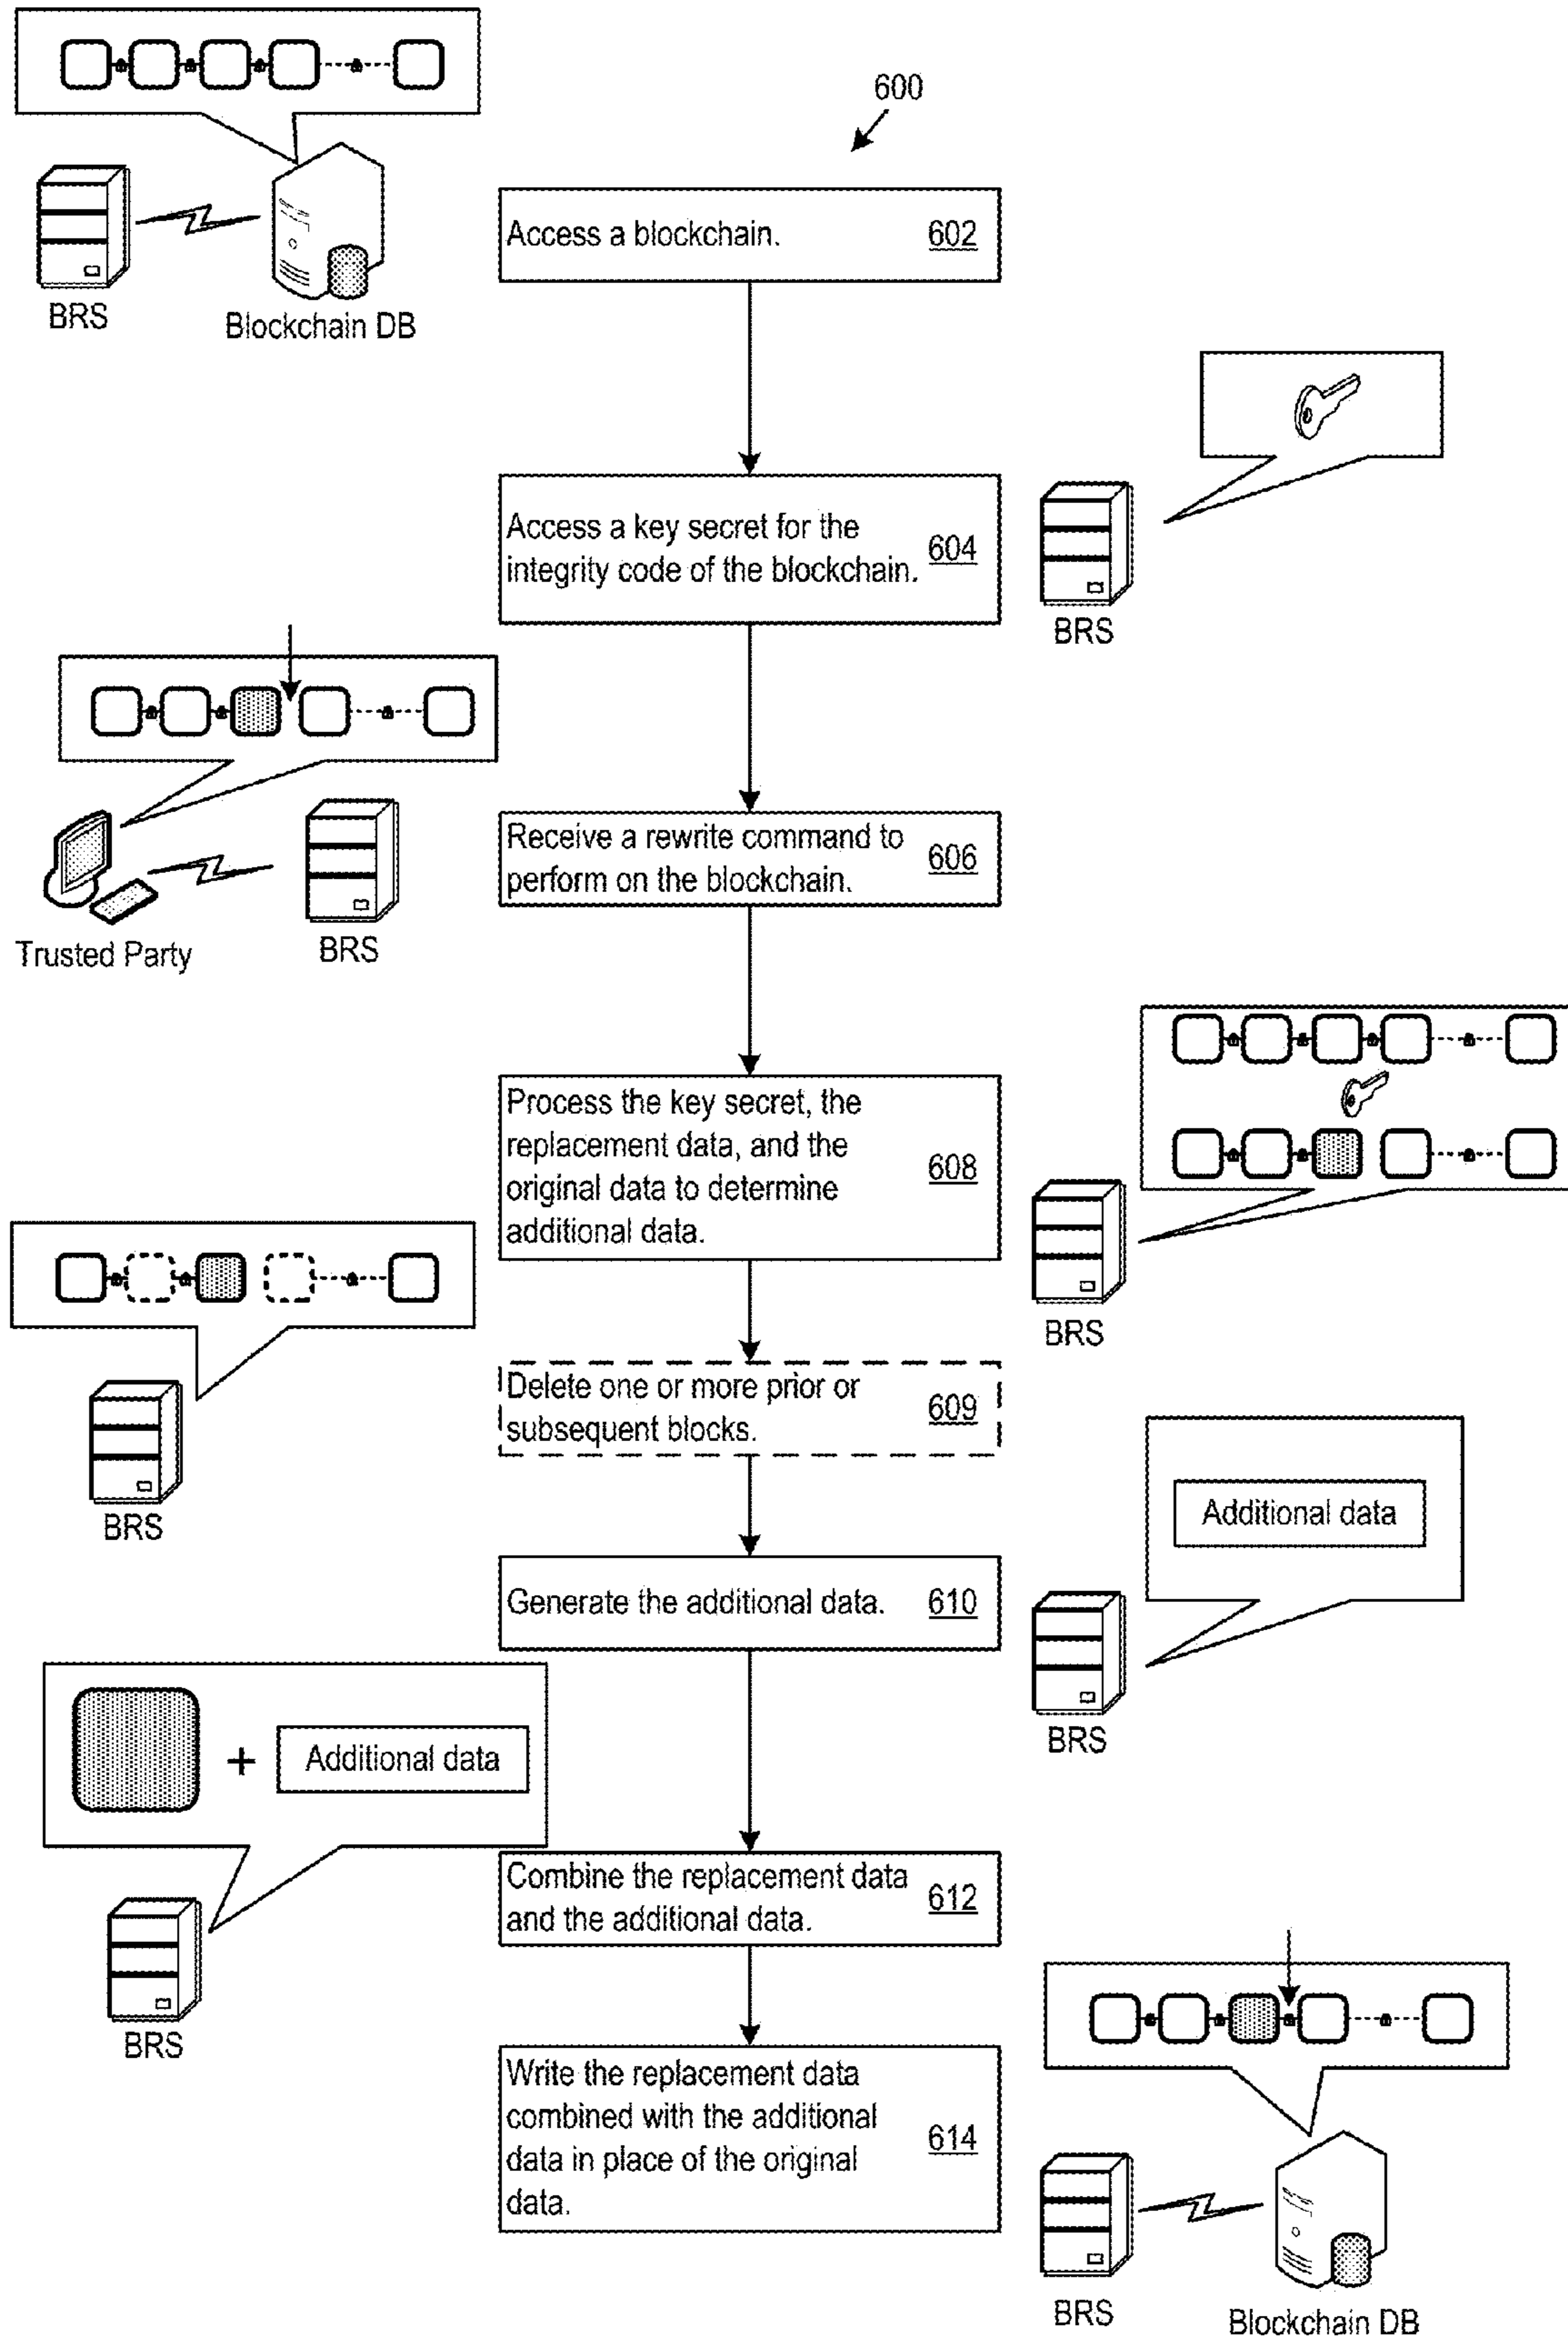 600
Access a blockchain. 602
BRS
Blockchain DB
Access a key secret for the
integrity code of the blockchain. 604
BRS
Receive a rewrite command to
perform on the blockchain. 606
Trusted Party
BRS
Process the key secret, the
replacement data, and the
original data to determine
additional data. 608
BRS
Delete one or more prior or
subsequent blocks. 609
BRS
Additional data
Generate the additional data. 610
BRS
+ Additional data
Combine the replacement data
and the additional data. 612
BRS
Write the replacement data
combined with the additional
data in place of the original
data. 614
BRS
Blockchain DB